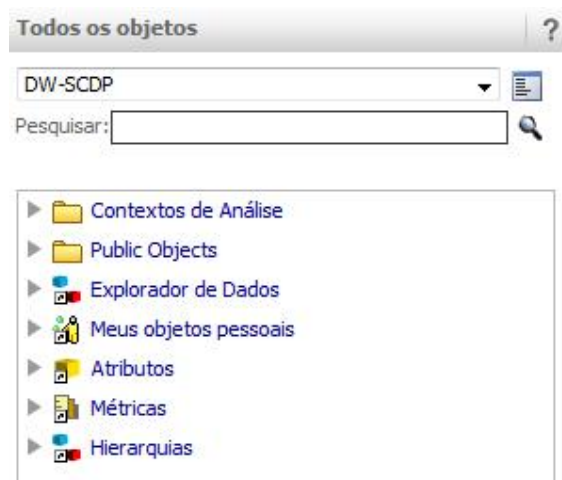 Todos os objetos ?
DW-SCDP
Pesquisar:
Contextos de Análise
Public Objects
Explorador de Dados
Meus objetos pessoais
Atributos
Métricas
Hierarquias